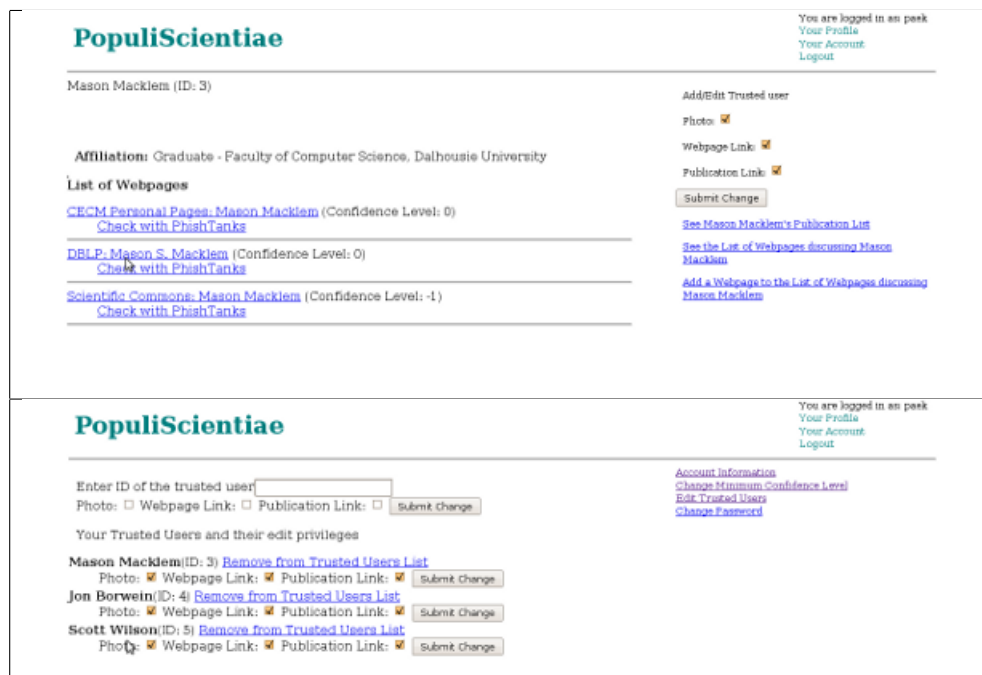 PopuliScientiae
You are logged in as: paek
Your Profile
Your Account
Logout
Mason Macklem (ID: 3)
Affiliation: Graduate - Faculty of Computer Science, Dalhousie University
List of Webpages
CECM Personal Pages: Mason Macklem (Confidence Level: 0)
Check with PhishTanks
DBLP: Mason S. Macklem (Confidence Level: 0)
Check with PhishTanks
Scientific Commons: Mason Macklem (Confidence Level: -1)
Check with PhishTanks
Add/Edit Trusted user
Photo:
Webpage Link:
Publication Link:
Submit Change
See Mason Macklem's Publication List
See the List of Webpages discussing Mason
Macklem
Add a Webpage to the List of Webpages discussing
Mason Macklem
PopuliScientiae
You are logged in as: paek
Your Profile
Your Account
Logout
Enter ID of the trusted user
Photo: Webpage Link: Publication Link: Submit Change
Your Trusted Users and their edit privileges
Mason Macklem(ID: 3) Remove from Trusted Users List
Photo: Webpage Link: Publication Link: Submit Change
Jon Borwein(ID: 4) Remove from Trusted Users List
Photo: Webpage Link: Publication Link: Submit Change
Scott Wilson(ID: 5) Remove from Trusted Users List
Photo: Webpage Link: Publication Link: Submit Change
Account Information
Change Minimum Confidence Level
Edit Trusted Users
Change Password